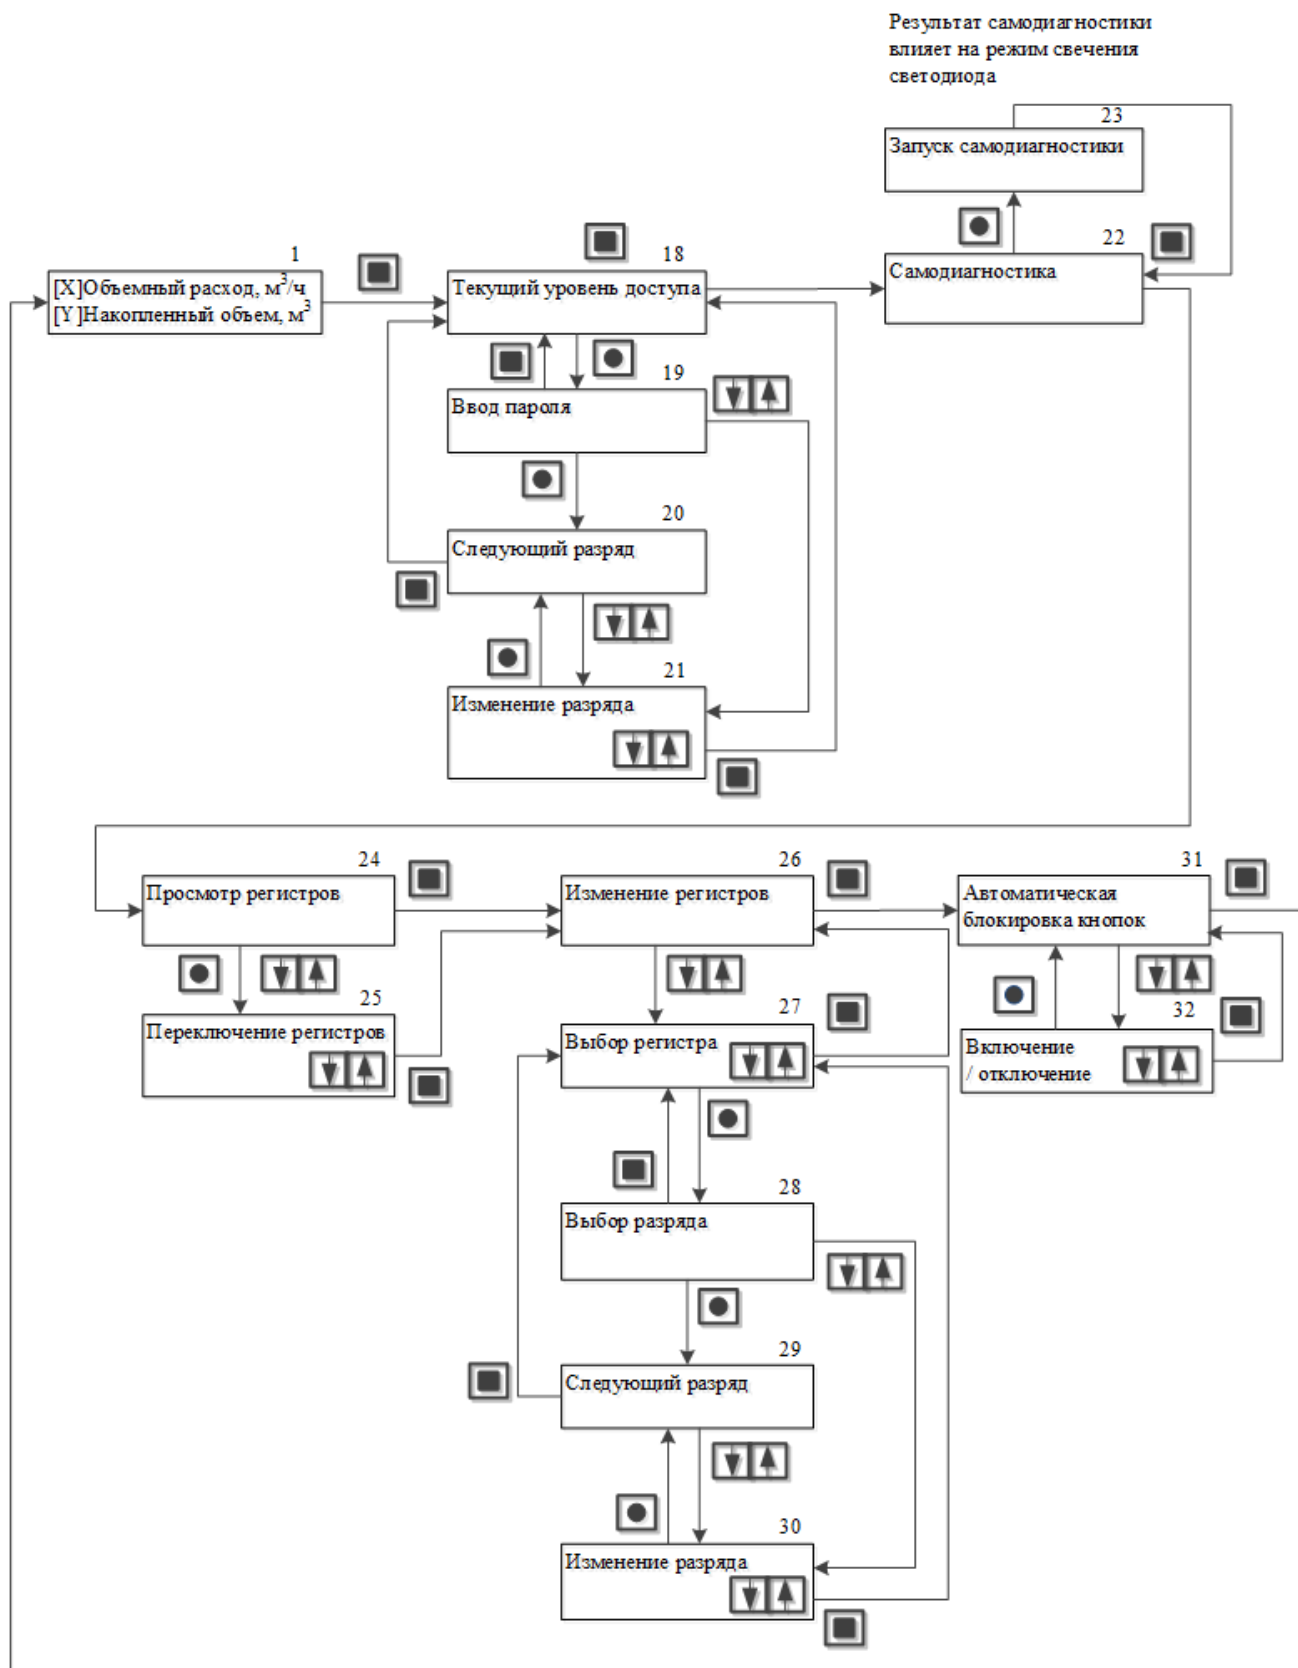 Результат самодиагностики
влияет на режим свечения
светодиода
23
Запуск самодиагностики
1
[X]Объемный расход, м³/ч
[Y]Накопленный объем, м³
18
Текущий уровень доступа
22
Самодиагностика
19
Ввод пароля
20
Следующий разряд
21
Изменение разряда
24
Просмотр регистров
26
Изменение регистров
31
Автоматическая
блокировка кнопок
25
Переключение регистров
27
Выбор регистра
32
Включение
/ отключение
28
Выбор разряда
29
Следующий разряд
30
Изменение разряда